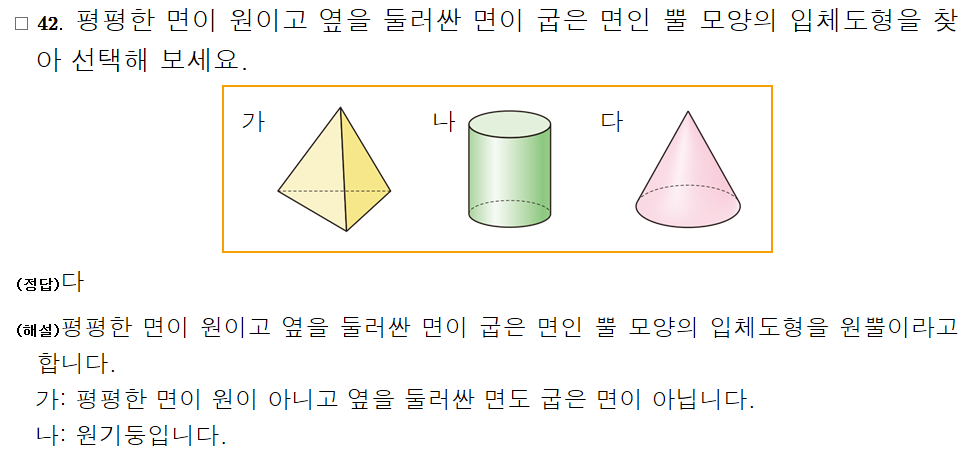 □ 42. 평평한 면이 원이고 옆을 둘러싼 면이 굽은 면인 뿔 모양의 입체도형을 찾
아 선택해 보세요.
가 나 다
(정답)다
(해설)평평한 면이 원이고 옆을 둘러싼 면이 굽은 면인 뿔 모양의 입체도형을 원뿔이라고
합니다.
가: 평평한 면이 원이 아니고 옆을 둘러싼 면도 굽은 면이 아닙니다.
나: 원기둥입니다.